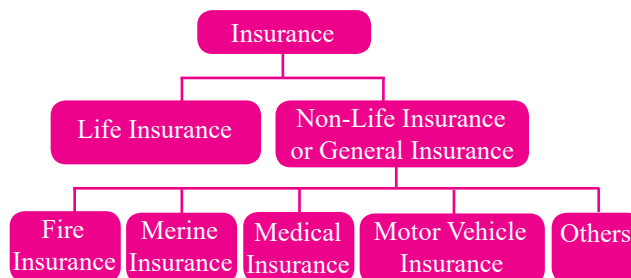 Insurance
Life Insurance
Non-Life Insurance
or General Insurance
Fire
Insurance
Merine
Insurance
Medical
Insurance
Motor Vehicle
Insurance
Others